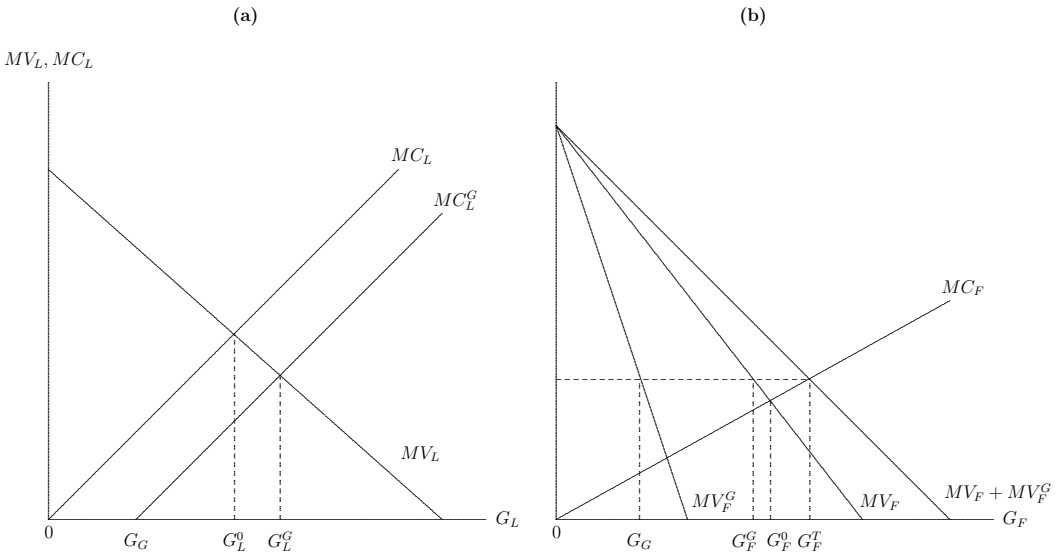 (a)
MV_L, MC_L
MC_L
MC_L^G
MV_L
G_L
0
G_G
G_L^0
G_L^G
(b)
MC_F
MV_F^G
MV_F
MV_F + MV_F^G
G_F
0
G_G
G_F^G
G_F^0
G_F^T